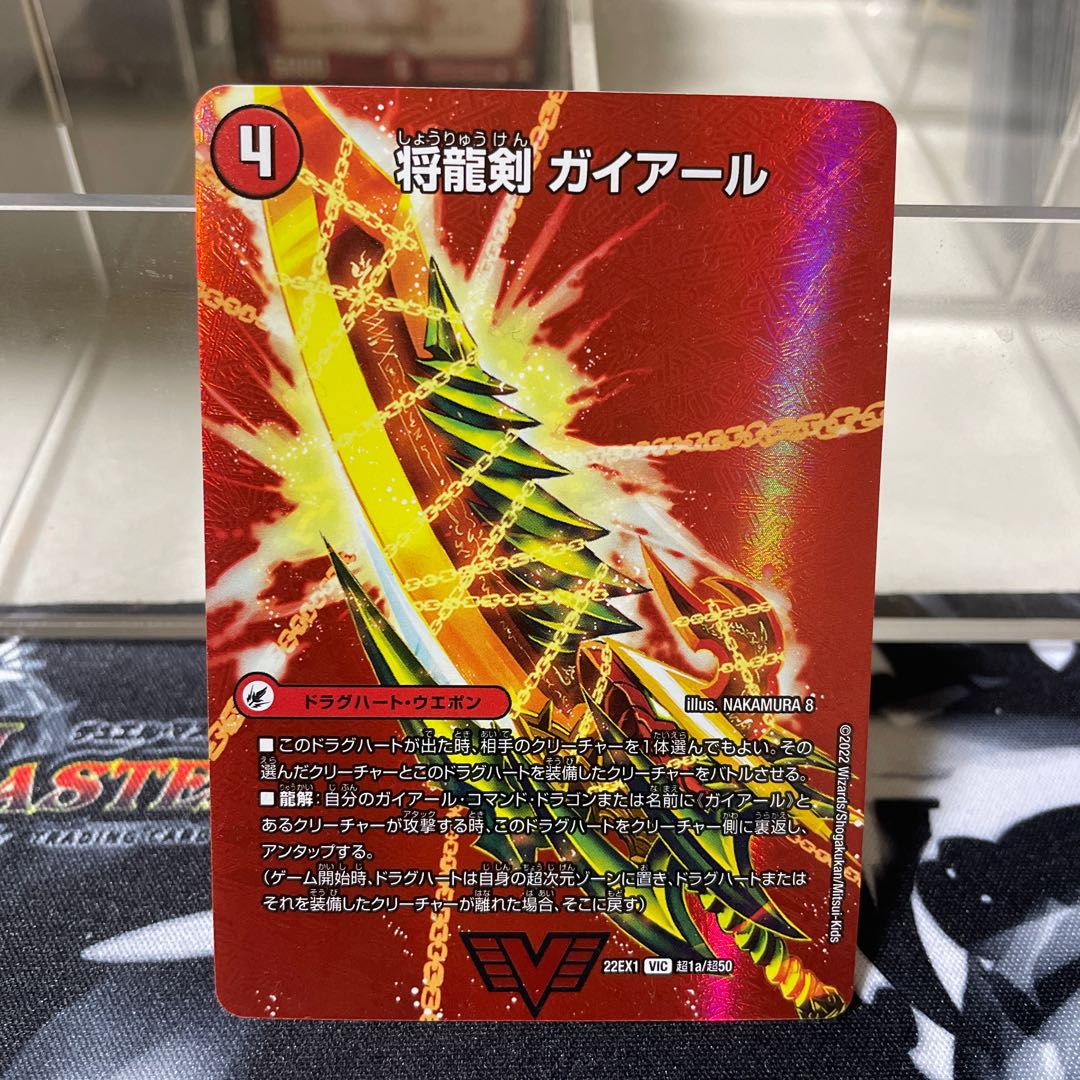 4
しょうりゅうけん
将龍剣 ガイアール
ドラグハート・ウエポン
illus. NAKAMURA 8
■このドラグハートが出た時、相手のクリーチャーを1体選んでもよい。その
選んだクリーチャーとこのドラグハートを装備したクリーチャーをバトルさせる。
■龍解:自分のガイアール・コマンド・ドラゴンまたは名前に《ガイアール》と
あるクリーチャーが攻撃する時、このドラグハートをクリーチャー側に裏返し、
アンタップする。
(ゲーム開始時、ドラグハートは自身の超次元ゾーンに置き、ドラグハートまたは
それを装備したクリーチャーが離れた場合、そこに戻す)
©2022 Wizards/Shogakukan/Mitsui-Kids
V
22EX1 VIC 超1a/超50
ASTE